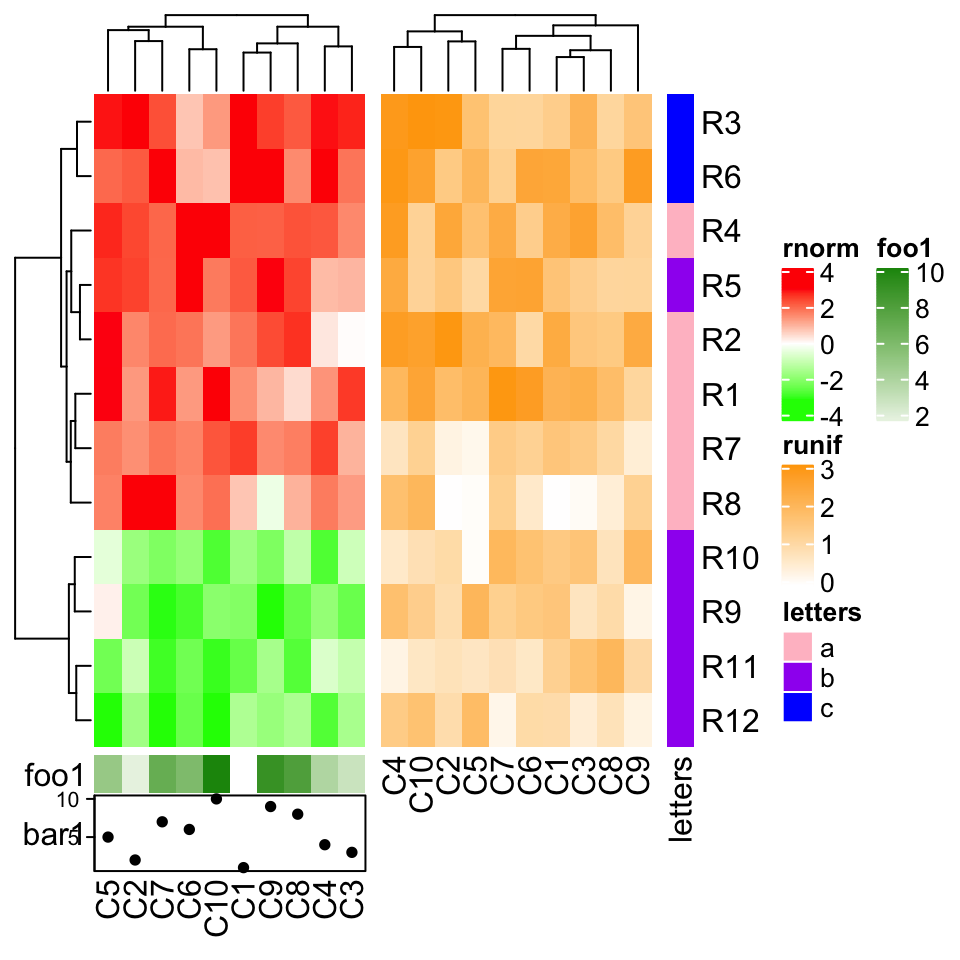 R3
R6
R4
R5
R2
R1
R7
R8
R10
R9
R11
R12
foo1
10
bar1
5
C5 C2 C7 C6 C10 C1 C9 C8 C4 C3
C4 C10 C2 C5 C7 C6 C1 C3 C8 C9
letters
rnorm
4
2
0
-2
-4
foo1
10
8
6
4
2
runif
3
2
1
0
letters
a
b
c